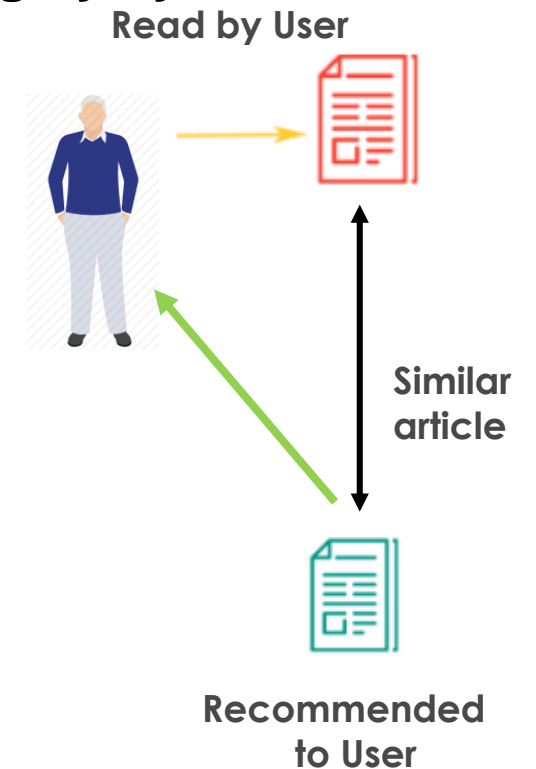 Read by User
Similar
article
Recommended
to User